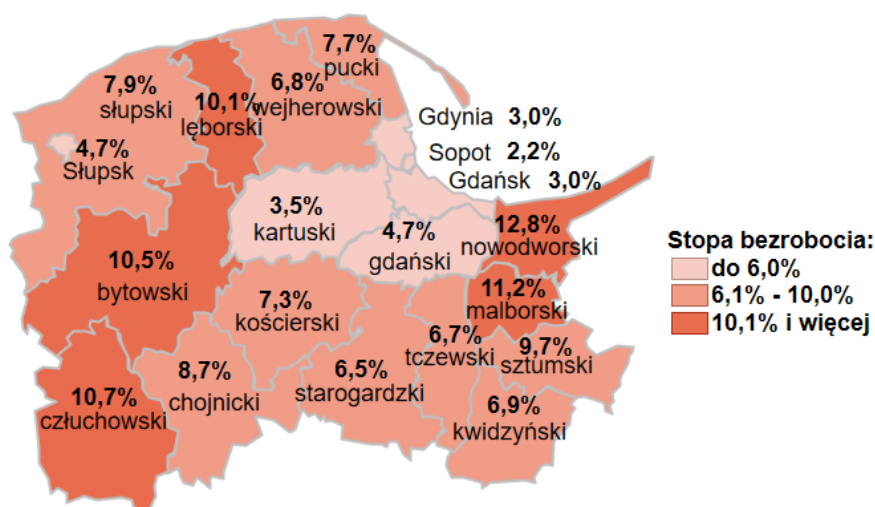 7,7%
pucki
7,9%
słupski
10,1%
lęborski
6,8%
wejherowski
Gdynia 3,0%
Sopot 2,2%
Gdańsk 3,0%
4,7%
Słupsk
3,5%
kartuski
4,7%
gdański
12,8%
nowodworski
10,5%
bytowski
7,3%
kościerski
11,2%
malborski
6,7%
tczewski
9,7%
sztumski
8,7%
chojnicki
6,5%
starogardzki
10,7%
człuchowski
6,9%
kwidzyński
Stopa bezrobocia:
do 6,0%
6,1% - 10,0%
10,1% i więcej